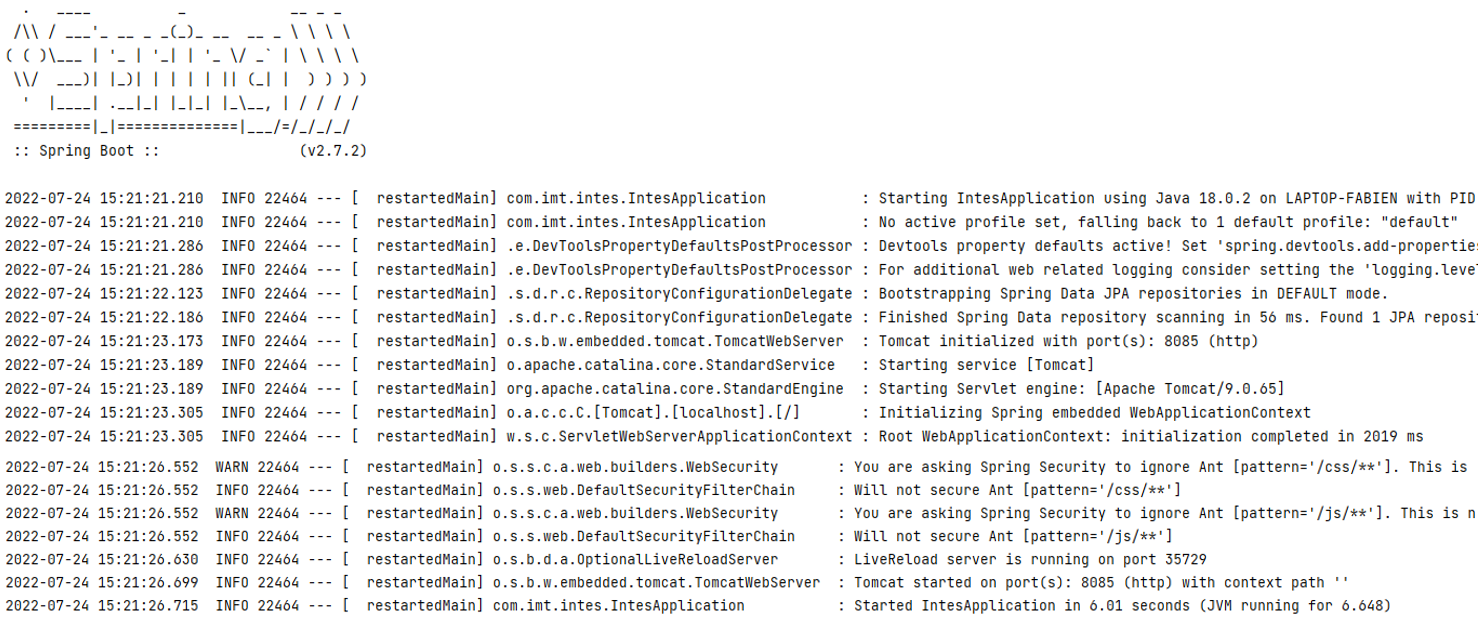 .   ____          _            __ _ _
 /\\ / ___'_ __ _ _(_)_ __  __ _ \ \ \ \
( ( )\___ | '_ | '_| | '_ \/ _` | \ \ \ \
 \\/  ___)| |_)| | | | | || (_| |  ) ) ) )
  '  |____| .__|_| |_|_| |_\__, | / / / /
 =========|_|==============|___/=/_/_/_/
 :: Spring Boot ::                (v2.7.2)
2022-07-24 15:21:21.210  INFO 22464 --- [  restartedMain] com.imt.intes.IntesApplication           : Starting IntesApplication using Java 18.0.2 on LAPTOP-FABIEN with PID
2022-07-24 15:21:21.210  INFO 22464 --- [  restartedMain] com.imt.intes.IntesApplication           : No active profile set, falling back to 1 default profile: "default"
2022-07-24 15:21:21.286  INFO 22464 --- [  restartedMain] .e.DevToolsPropertyDefaultsPostProcessor : Devtools property defaults active! Set 'spring.devtools.add-properties
2022-07-24 15:21:21.286  INFO 22464 --- [  restartedMain] .e.DevToolsPropertyDefaultsPostProcessor : For additional web related logging consider setting the 'logging.level
2022-07-24 15:21:22.123  INFO 22464 --- [  restartedMain] .s.d.r.c.RepositoryConfigurationDelegate : Bootstrapping Spring Data JPA repositories in DEFAULT mode.
2022-07-24 15:21:22.186  INFO 22464 --- [  restartedMain] .s.d.r.c.RepositoryConfigurationDelegate : Finished Spring Data repository scanning in 56 ms. Found 1 JPA reposit
2022-07-24 15:21:23.173  INFO 22464 --- [  restartedMain] o.s.b.w.embedded.tomcat.TomcatWebServer  : Tomcat initialized with port(s): 8085 (http)
2022-07-24 15:21:23.189  INFO 22464 --- [  restartedMain] o.apache.catalina.core.StandardService   : Starting service [Tomcat]
2022-07-24 15:21:23.189  INFO 22464 --- [  restartedMain] org.apache.catalina.core.StandardEngine  : Starting Servlet engine: [Apache Tomcat/9.0.65]
2022-07-24 15:21:23.305  INFO 22464 --- [  restartedMain] o.a.c.c.C.[Tomcat].[localhost].[/]       : Initializing Spring embedded WebApplicationContext
2022-07-24 15:21:23.305  INFO 22464 --- [  restartedMain] w.s.c.ServletWebServerApplicationContext : Root WebApplicationContext: initialization completed in 2019 ms
2022-07-24 15:21:26.552  WARN 22464 --- [  restartedMain] o.s.s.c.a.web.builders.WebSecurity       : You are asking Spring Security to ignore Ant [pattern='/css/**']. This is
2022-07-24 15:21:26.552  INFO 22464 --- [  restartedMain] o.s.s.web.DefaultSecurityFilterChain     : Will not secure Ant [pattern='/css/**']
2022-07-24 15:21:26.552  WARN 22464 --- [  restartedMain] o.s.s.c.a.web.builders.WebSecurity       : You are asking Spring Security to ignore Ant [pattern='/js/**']. This is n
2022-07-24 15:21:26.552  INFO 22464 --- [  restartedMain] o.s.s.web.DefaultSecurityFilterChain     : Will not secure Ant [pattern='/js/**']
2022-07-24 15:21:26.630  INFO 22464 --- [  restartedMain] o.s.b.d.a.OptionalLiveReloadServer       : LiveReload server is running on port 35729
2022-07-24 15:21:26.699  INFO 22464 --- [  restartedMain] o.s.b.w.embedded.tomcat.TomcatWebServer  : Tomcat started on port(s): 8085 (http) with context path ''
2022-07-24 15:21:26.715  INFO 22464 --- [  restartedMain] com.imt.intes.IntesApplication           : Started IntesApplication in 6.01 seconds (JVM running for 6.648)